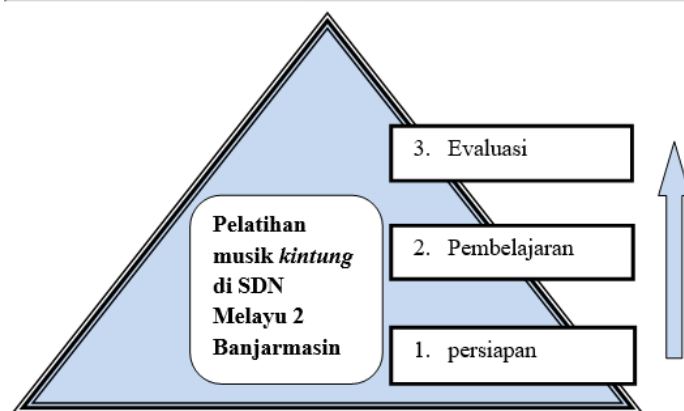 3. Evaluasi
Pelatihan
musik kintung
di SDN
Melayu 2
Banjarmasin
2. Pembelajaran
1. persiapan